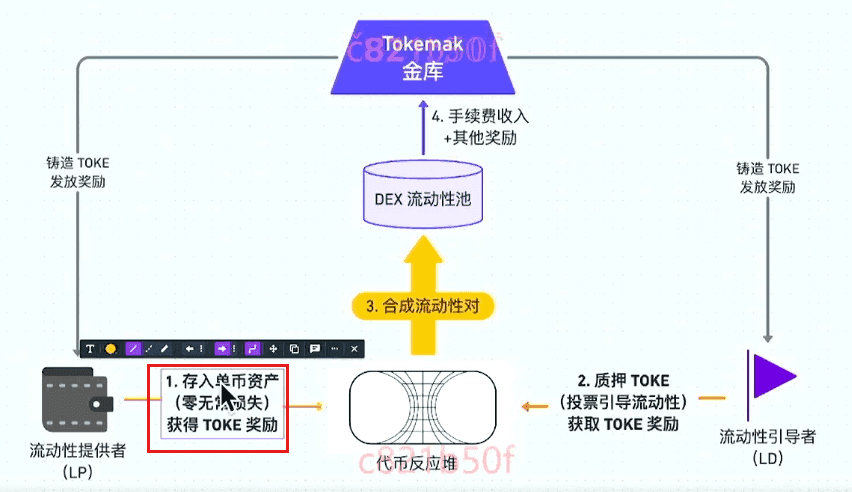 Tokemak
金库
c821b50f
4. 手续费收入
+其他奖励
铸造 TOKE
发放奖励
铸造 TOKE
发放奖励
DEX 流动性池
3. 合成流动性对
T
1. 存入单币资产
（零无常损失）
获得 TOKE 奖励
2. 质押 TOKE
（投票引导流动性）
获取 TOKE 奖励
流动性提供者
（LP）
代币反应堆
c821b50f
流动性引导者
（LD）